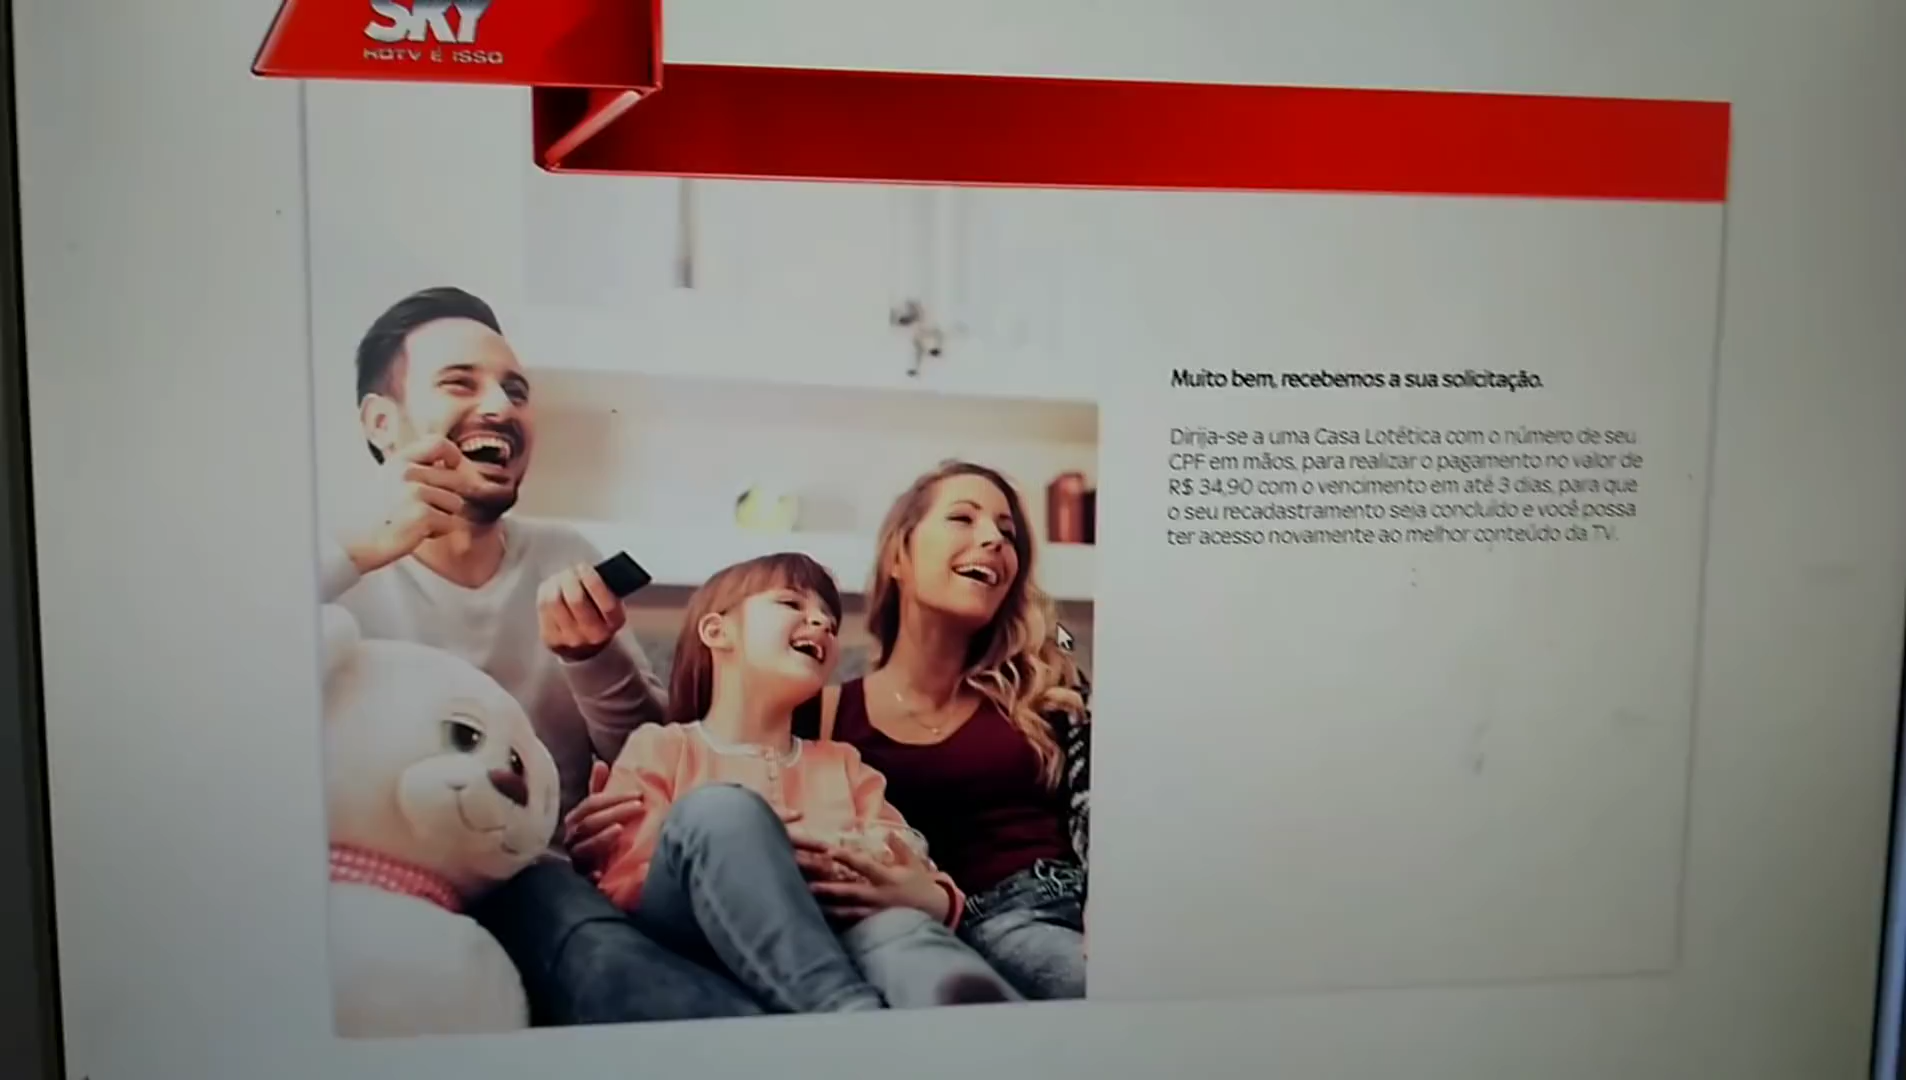 SKY
HDTV É ISSO
Muito bem, recebemos a sua solicitação.
Dirija-se a uma Casa Lotética com o número de seu
CPF em mãos, para realizar o pagamento no valor de
R$ 34,90 com o vencimento em até 3 dias, para que
o seu recadastramento seja concluído e você possa
ter acesso novamente ao melhor conteúdo da TV.